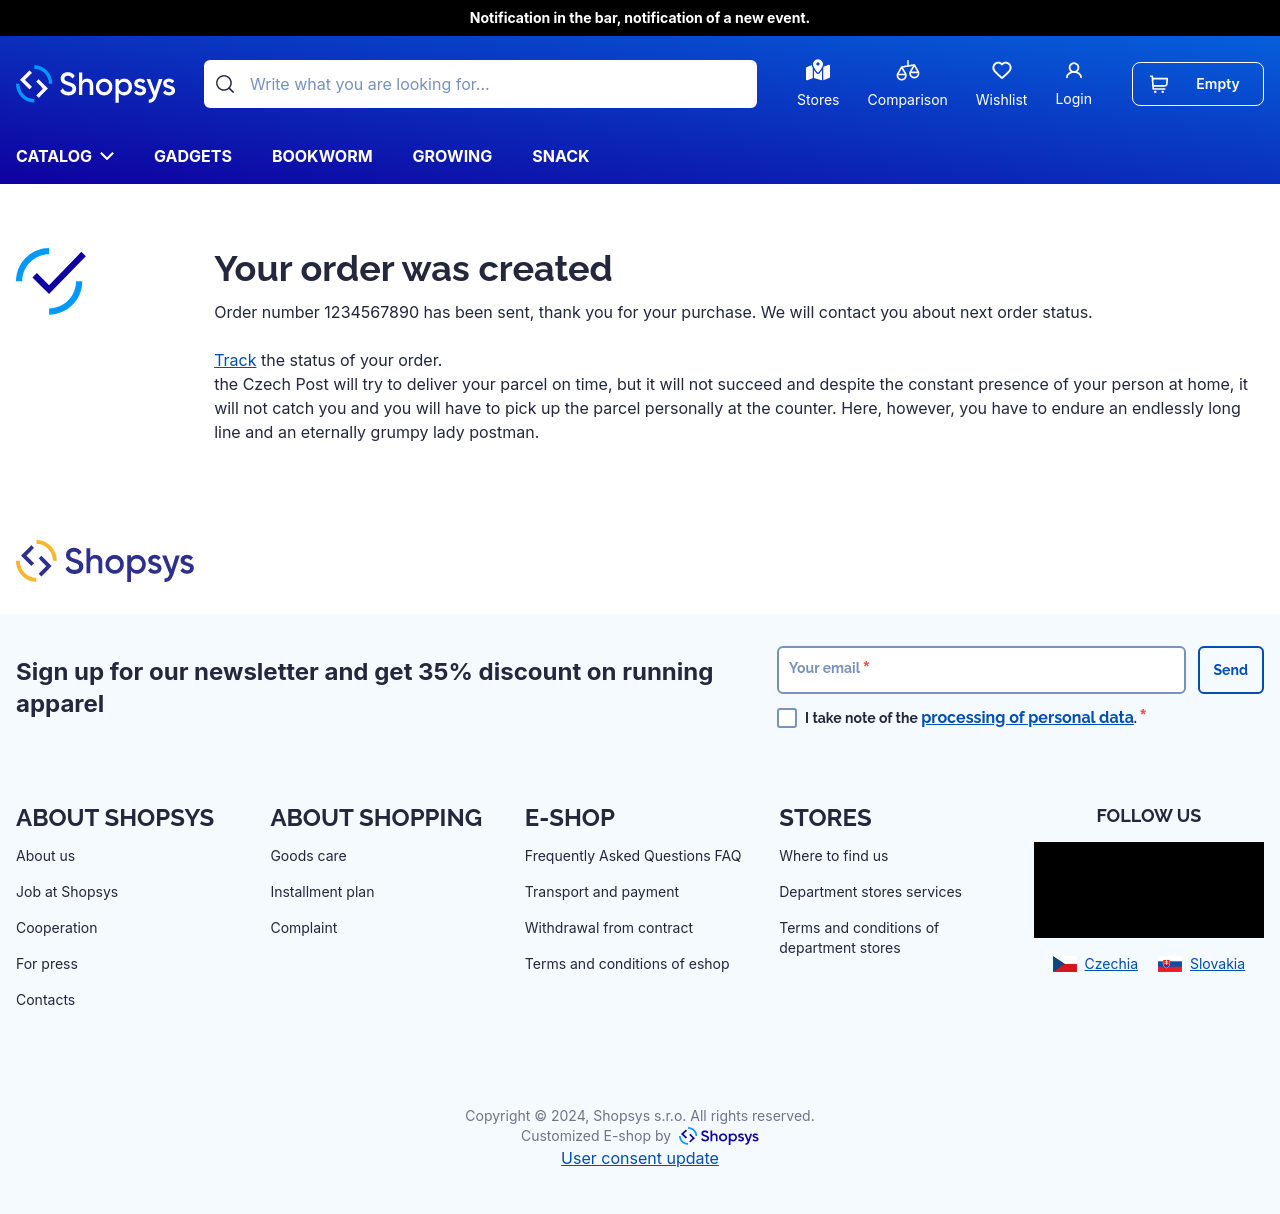 Notification in the bar, notification of a new event.
Shopsys
Write what you are looking for...
Stores
Comparison
Wishlist
Login
Empty
CATALOG
GADGETS
BOOKWORM
GROWING
SNACK
Your order was created
Order number 1234567890 has been sent, thank you for your purchase. We will contact you about next order status.
Track the status of your order.
the Czech Post will try to deliver your parcel on time, but it will not succeed and despite the constant presence of your person at home, it
will not catch you and you will have to pick up the parcel personally at the counter. Here, however, you have to endure an endlessly long
line and an eternally grumpy lady postman.
Shopsys
Sign up for our newsletter and get 35% discount on running
apparel
Your email *
Send
I take note of the processing of personal data. *
ABOUT SHOPSYS
About us
Job at Shopsys
Cooperation
For press
Contacts
ABOUT SHOPPING
Goods care
Installment plan
Complaint
E-SHOP
Frequently Asked Questions FAQ
Transport and payment
Withdrawal from contract
Terms and conditions of eshop
STORES
Where to find us
Department stores services
Terms and conditions of
department stores
FOLLOW US
Czechia
Slovakia
Copyright © 2024, Shopsys s.r.o. All rights reserved.
Customized E-shop by Shopsys
User consent update